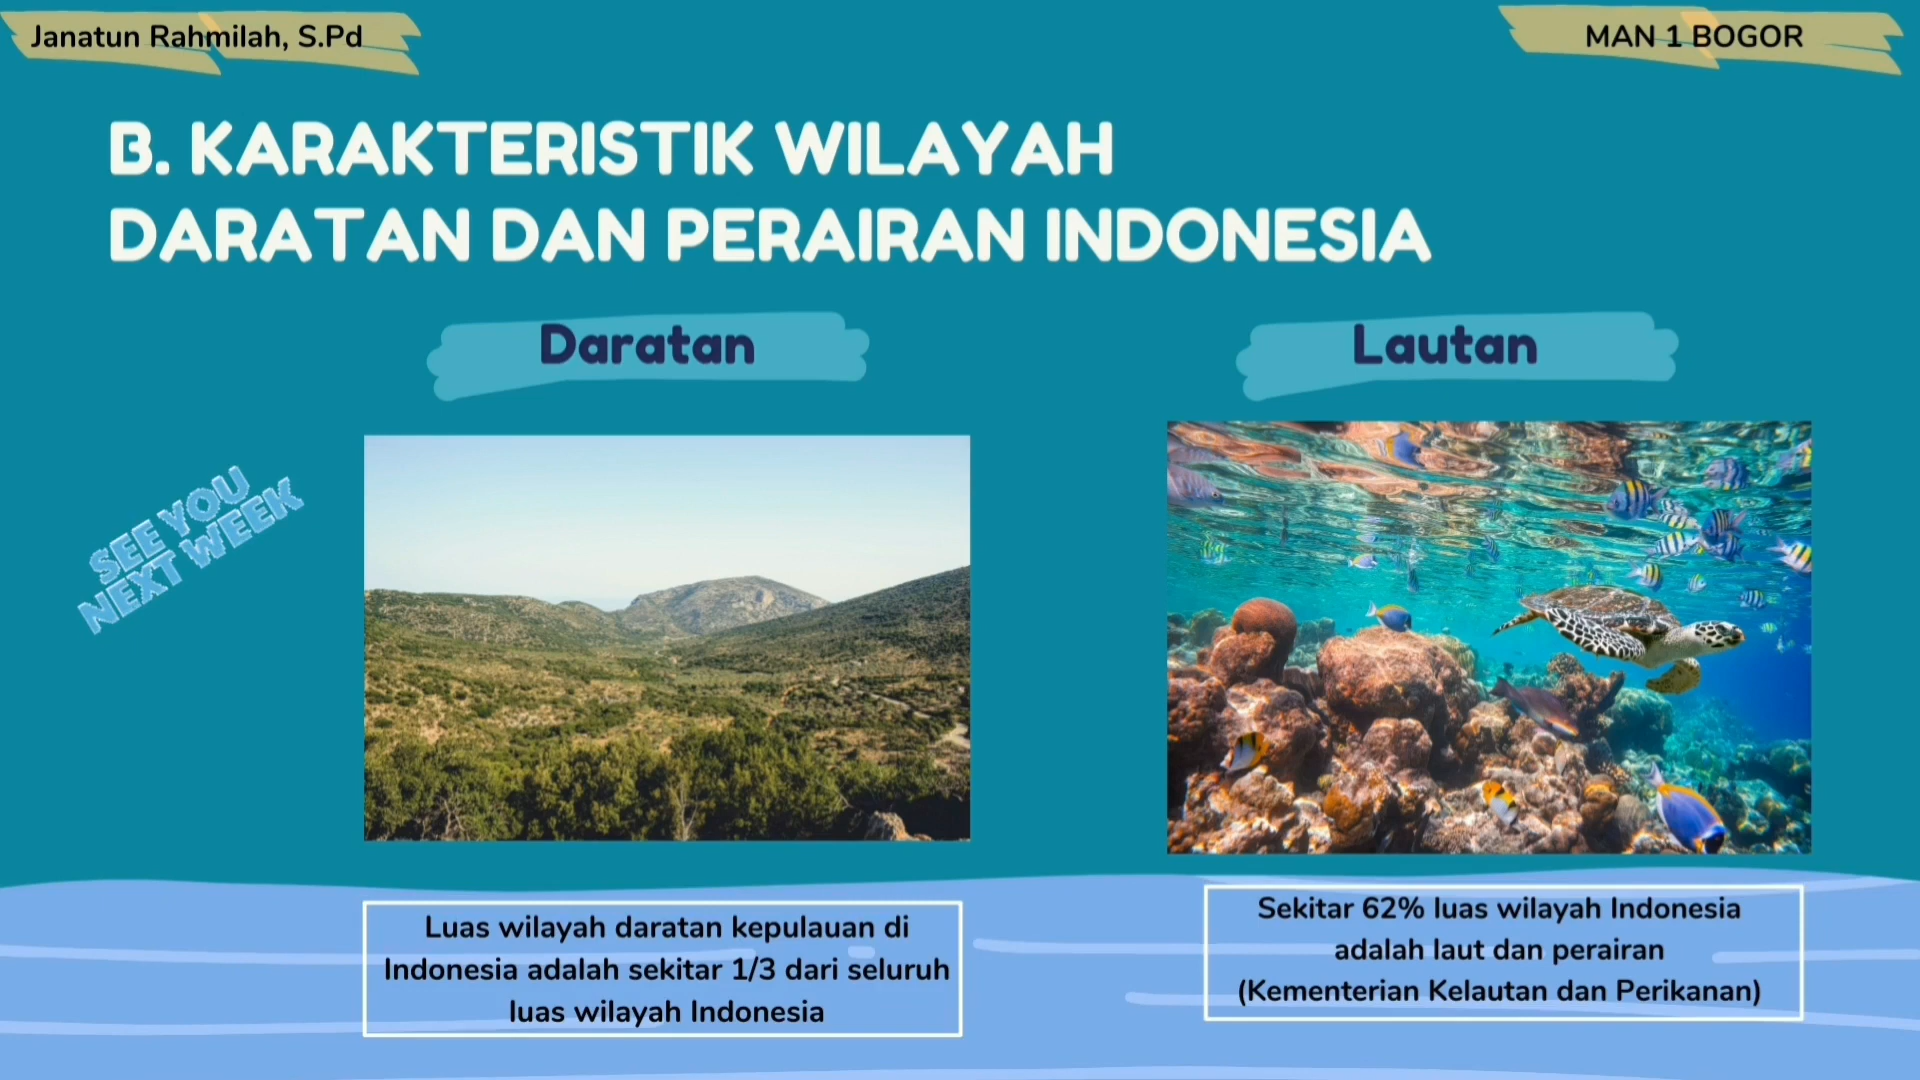 Janatun Rahmilah, S.Pd
MAN 1 BOGOR
B. KARAKTERISTIK WILAYAH
DARATAN DAN PERAIRAN INDONESIA
Daratan
Lautan
SEE YOU
NEXT WEEK
Luas wilayah daratan kepulauan di
Indonesia adalah sekitar 1/3 dari seluruh
luas wilayah Indonesia
Sekitar 62% luas wilayah Indonesia
adalah laut dan perairan
(Kementerian Kelautan dan Perikanan)